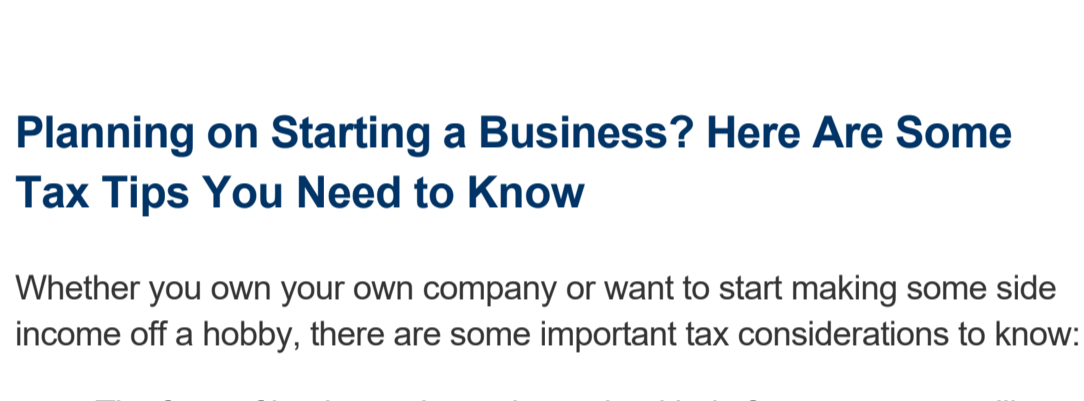 Planning on Starting a Business? Here Are Some
Tax Tips You Need to Know
Whether you own your own company or want to start making some side
income off a hobby, there are some important tax considerations to know: